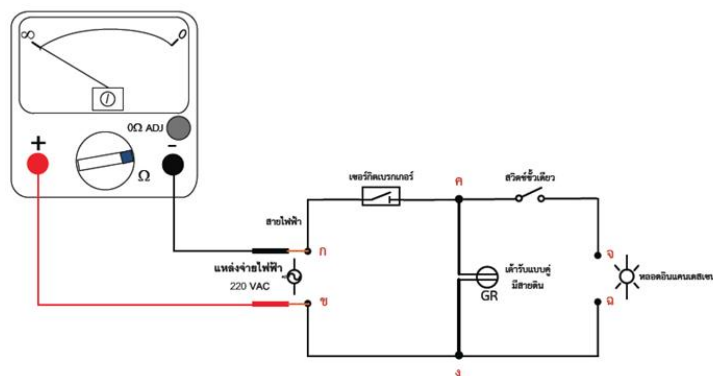 ∞
0
0Ω ADJ
+
-
Ω
เซอร์กิตเบรกเกอร์
ค
สวิตช์ขั้วเดียว
สายไฟฟ้า
ก
แหล่งจ่ายไฟฟ้า
220 VAC
ข
เต้ารับแบบคู่
มีสายดิน
GR
จ
หลอดอินแคนเดสเซน
ฉ
ง